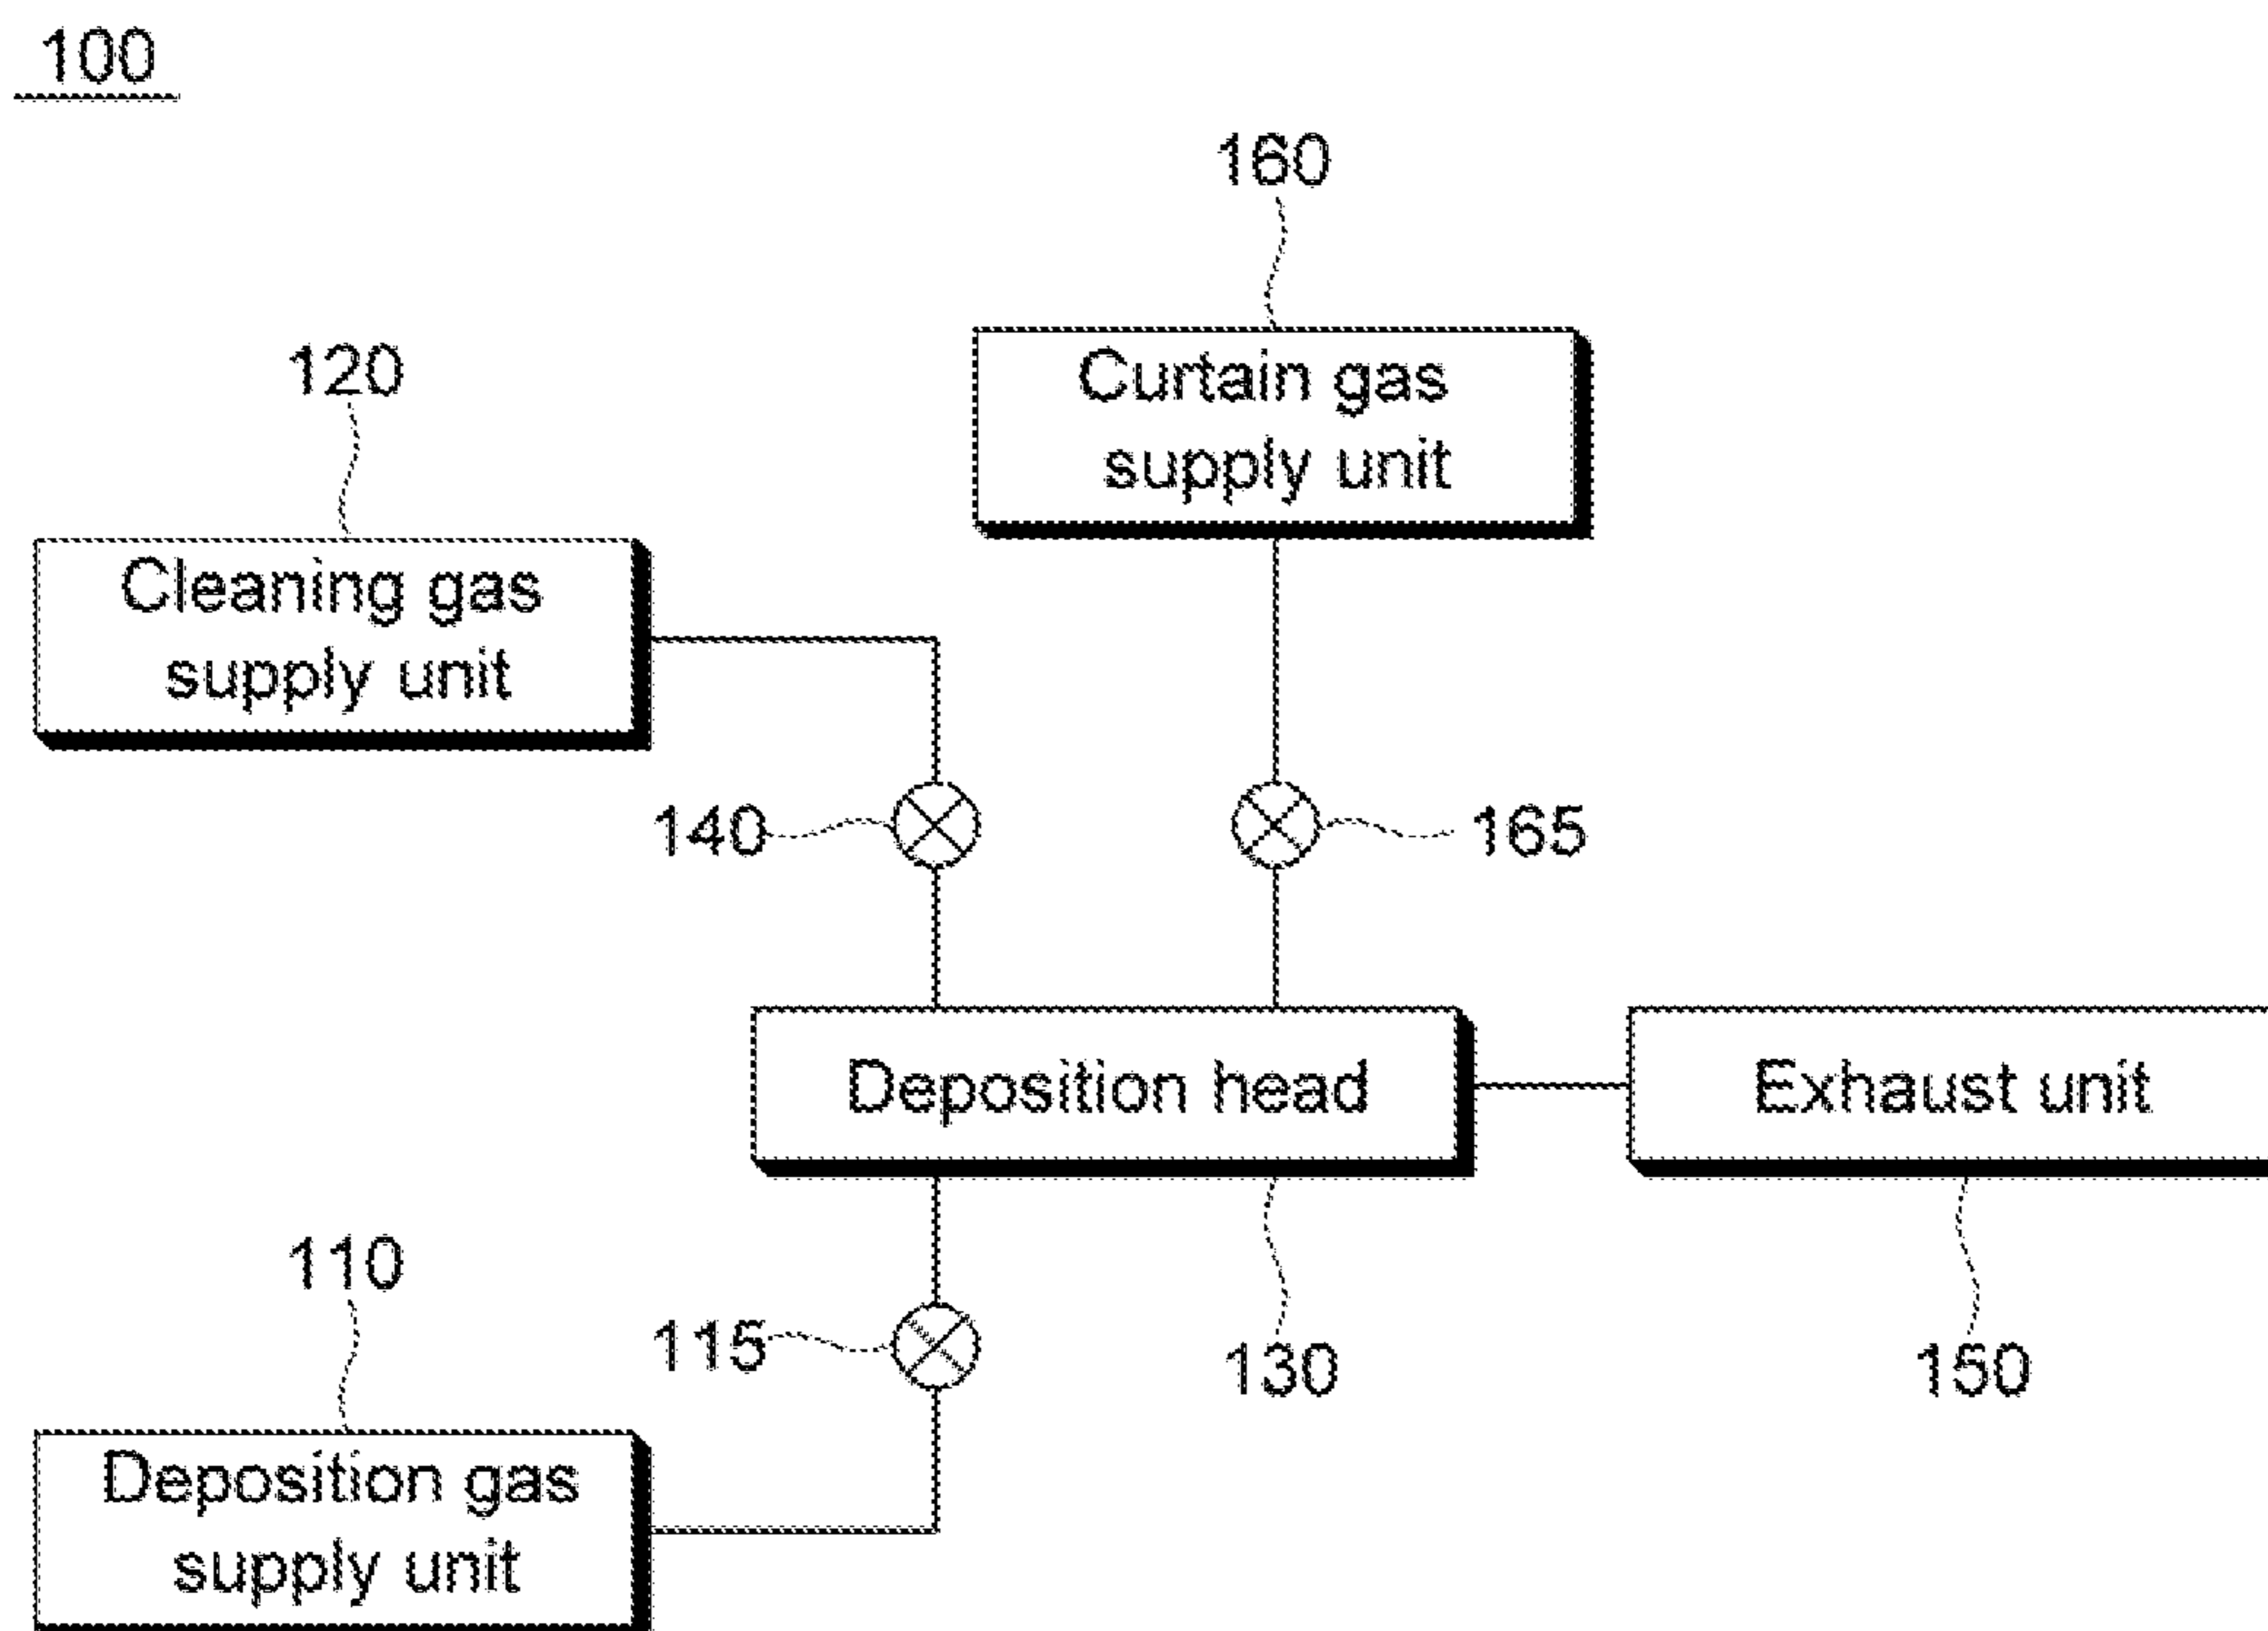 100
160
120
Curtain gas
supply unit
Cleaning gas
supply unit
140
165
Deposition head
Exhaust unit
110
115
130
150
Deposition gas
supply unit